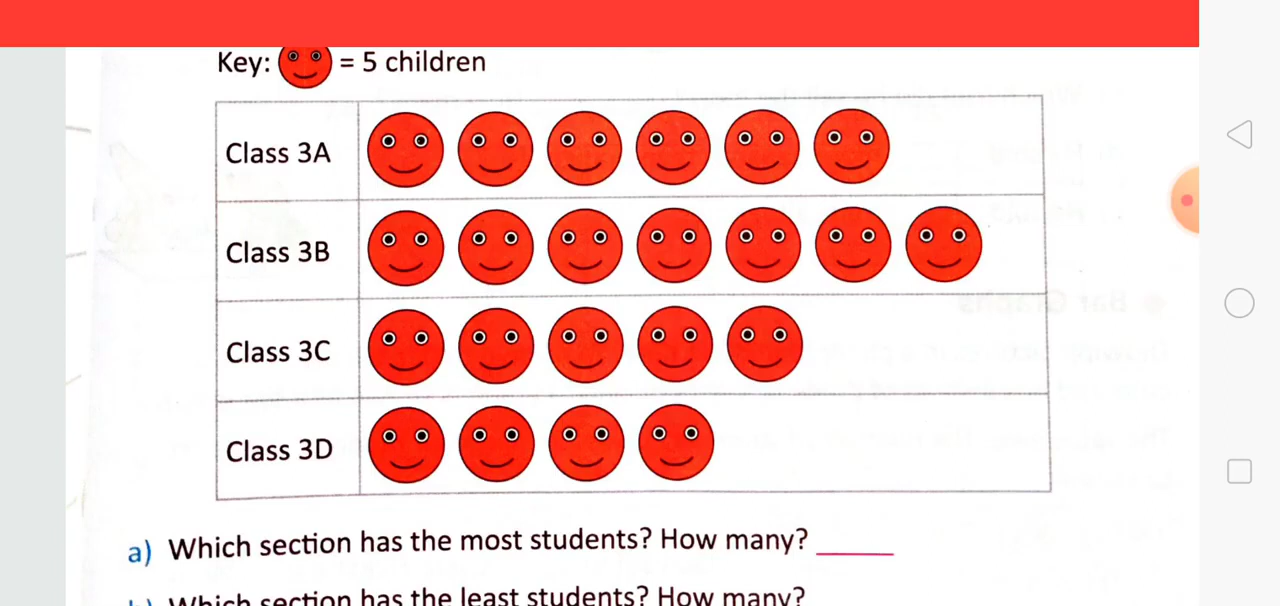 Key: = 5 children
Class 3A
Class 3B
Class 3C
Class 3D
a) Which section has the most students? How many?
b) Which section has the least students? How many?